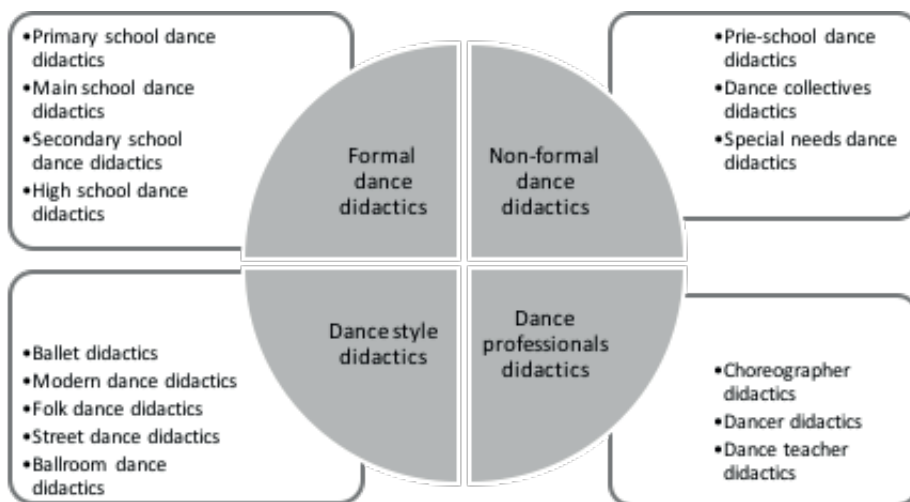 •Primary school dance
didactics
•Main school dance
didactics
•Secondary school
dance didactics
•High school dance
didactics
Formal
dance
didactics
Non-formal
dance
didactics
•Prie-school dance
didactics
•Dance collectives
didactics
•Special needs dance
didactics
•Ballet didactics
•Modern dance didactics
•Folk dance didactics
•Street dance didactics
•Ballroom dance
didactics
Dance style
didactics
Dance
professionals
didactics
•Choreographer
didactics
•Dancer didactics
•Dance teacher
didactics